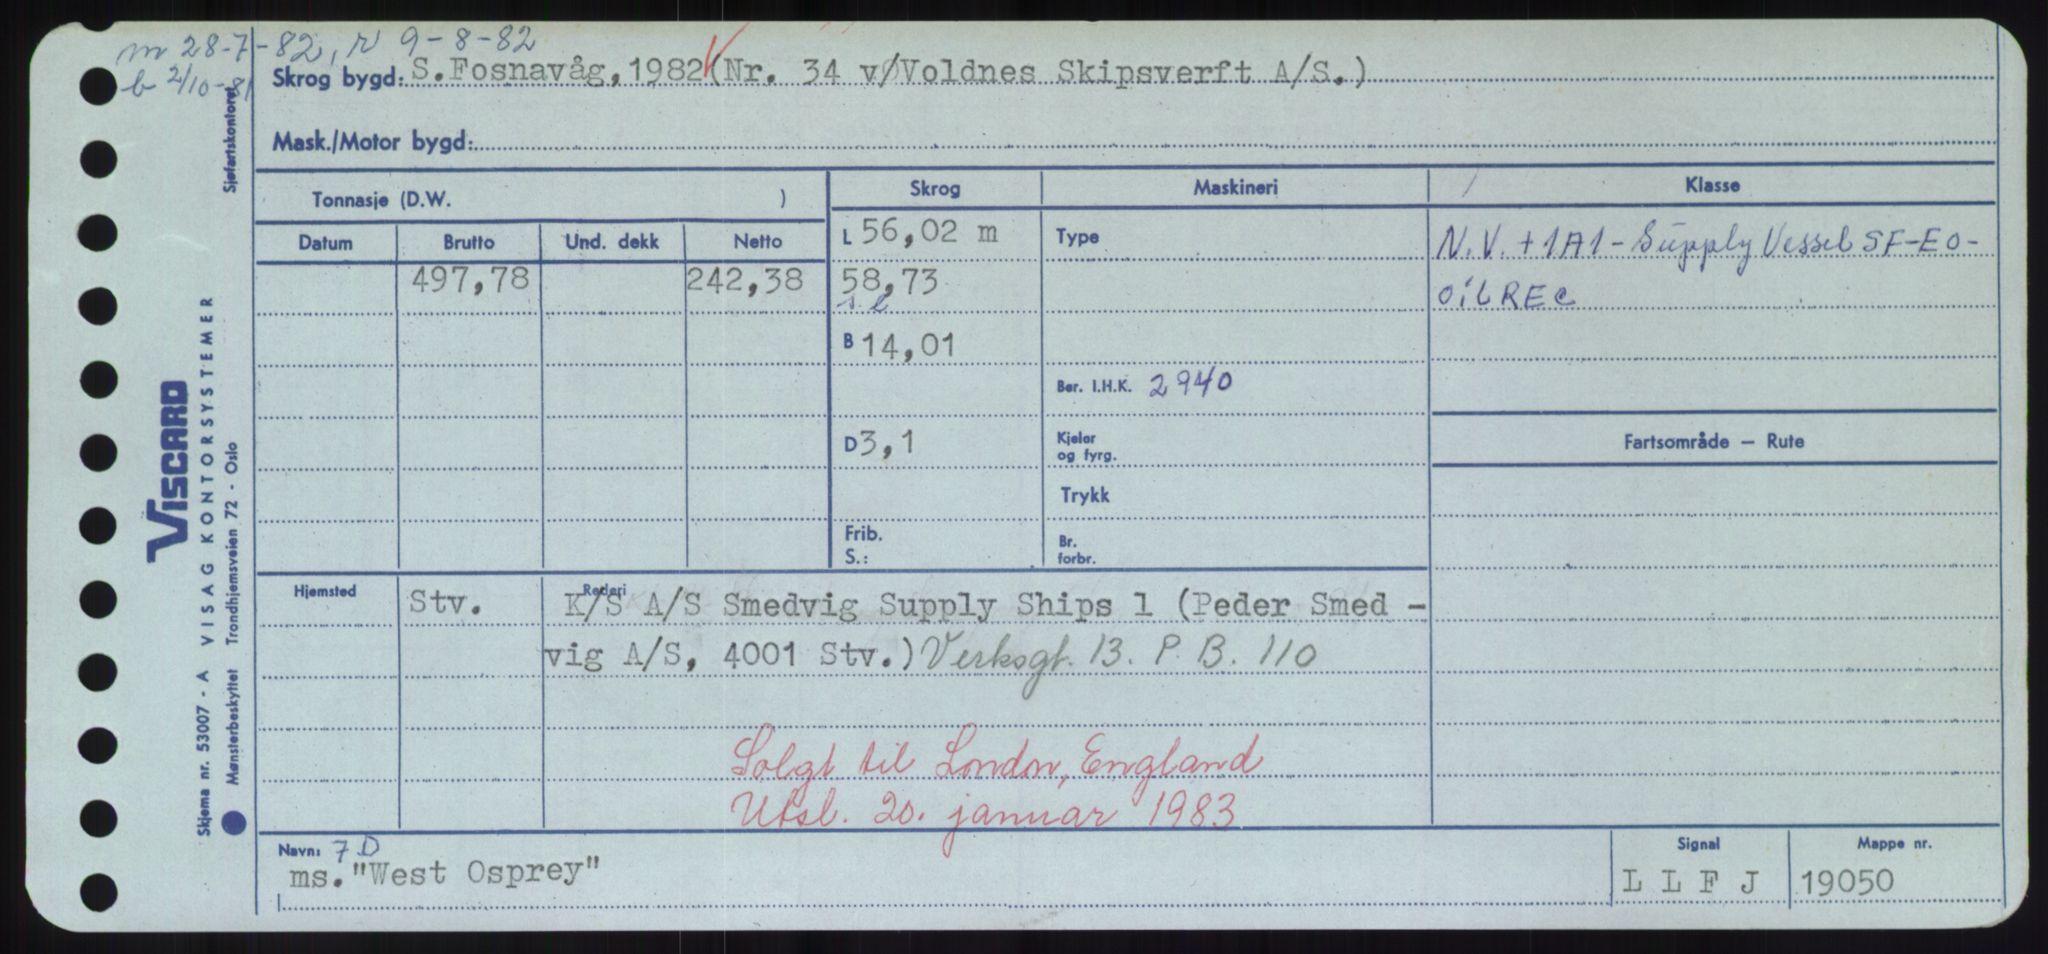 m 28-7-82, r 9-8-82
b 2/10-81
Skrog bygd: S.Fosnavåg, 1982 (Nr. 34 v/Voldnes Skipsverft A/S.)
Mask./Motor bygd:
Tonnasje (D.W. )
Skrog
Maskineri
Klasse
Datum
Brutto
Und. dekk
Netto
L 56,02 m
Type
N.V. + 1A1 - Supply Vessel SF-EO-
497,78
242,38
58,73
oiLREC
s.l
B 14,01
Ber. I.H.K. 2940
D 3,1
Kjeler
og fyrg.
Fartsområde — Rute
Trykk
Frib.
S.:
Br.
forbr.
Hjemsted
Stv.
Rederi
K/S A/S Smedvig Supply Ships 1 (Peder Smed -
vig A/S, 4001 Stv.) Verksgt. 13. P. B. 110
Solgt til London, England
Utsl. 20. januar 1983
Navn: 7D
ms. "West Osprey"
Signal
L L F J
Mappe nr.
19050
VISCARD
VISAG KONTORSYSTEMER
Skjema nr. 53007 - A
Mønsterbeskyttet
Trondhjemsveien 72 - Oslo
Sjøfartskontoret